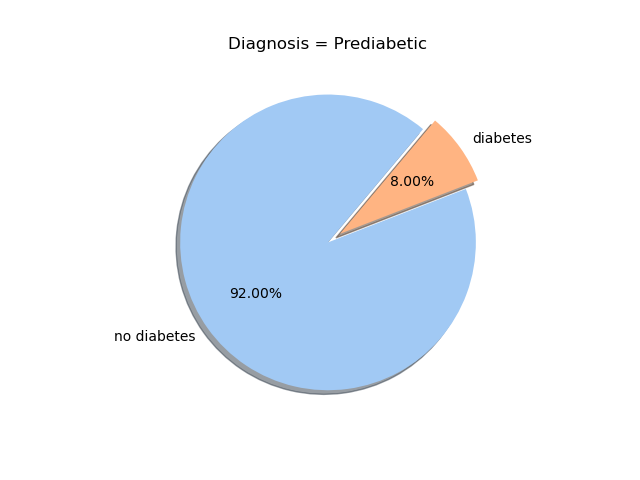 Diagnosis = Prediabetic
diabetes
8.00%
92.00%
no diabetes